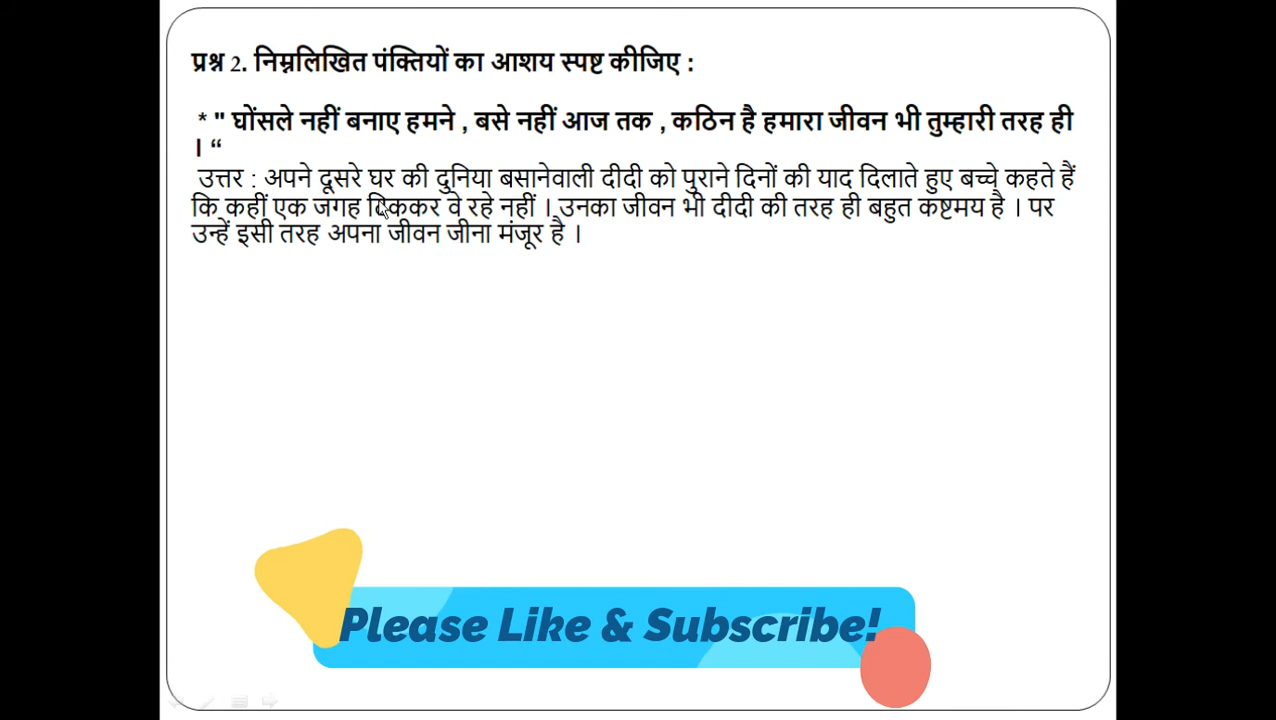 प्रश्न 2. निम्नलिखित पंक्तियों का आशय स्पष्ट कीजिए :
* " घोंसले नहीं बनाए हमने , बसे नहीं आज तक , कठिन है हमारा जीवन भी तुम्हारी तरह ही
। “
उत्तर : अपने दूसरे घर की दुनिया बसानेवाली दीदी को पुराने दिनों की याद दिलाते हुए बच्चे कहते हैं
कि कहीं एक जगह टिककर वे रहे नहीं । उनका जीवन भी दीदी की तरह ही बहुत कष्टमय है । पर
उन्हें इसी तरह अपना जीवन जीना मंजूर है ।
Please Like & Subscribe!